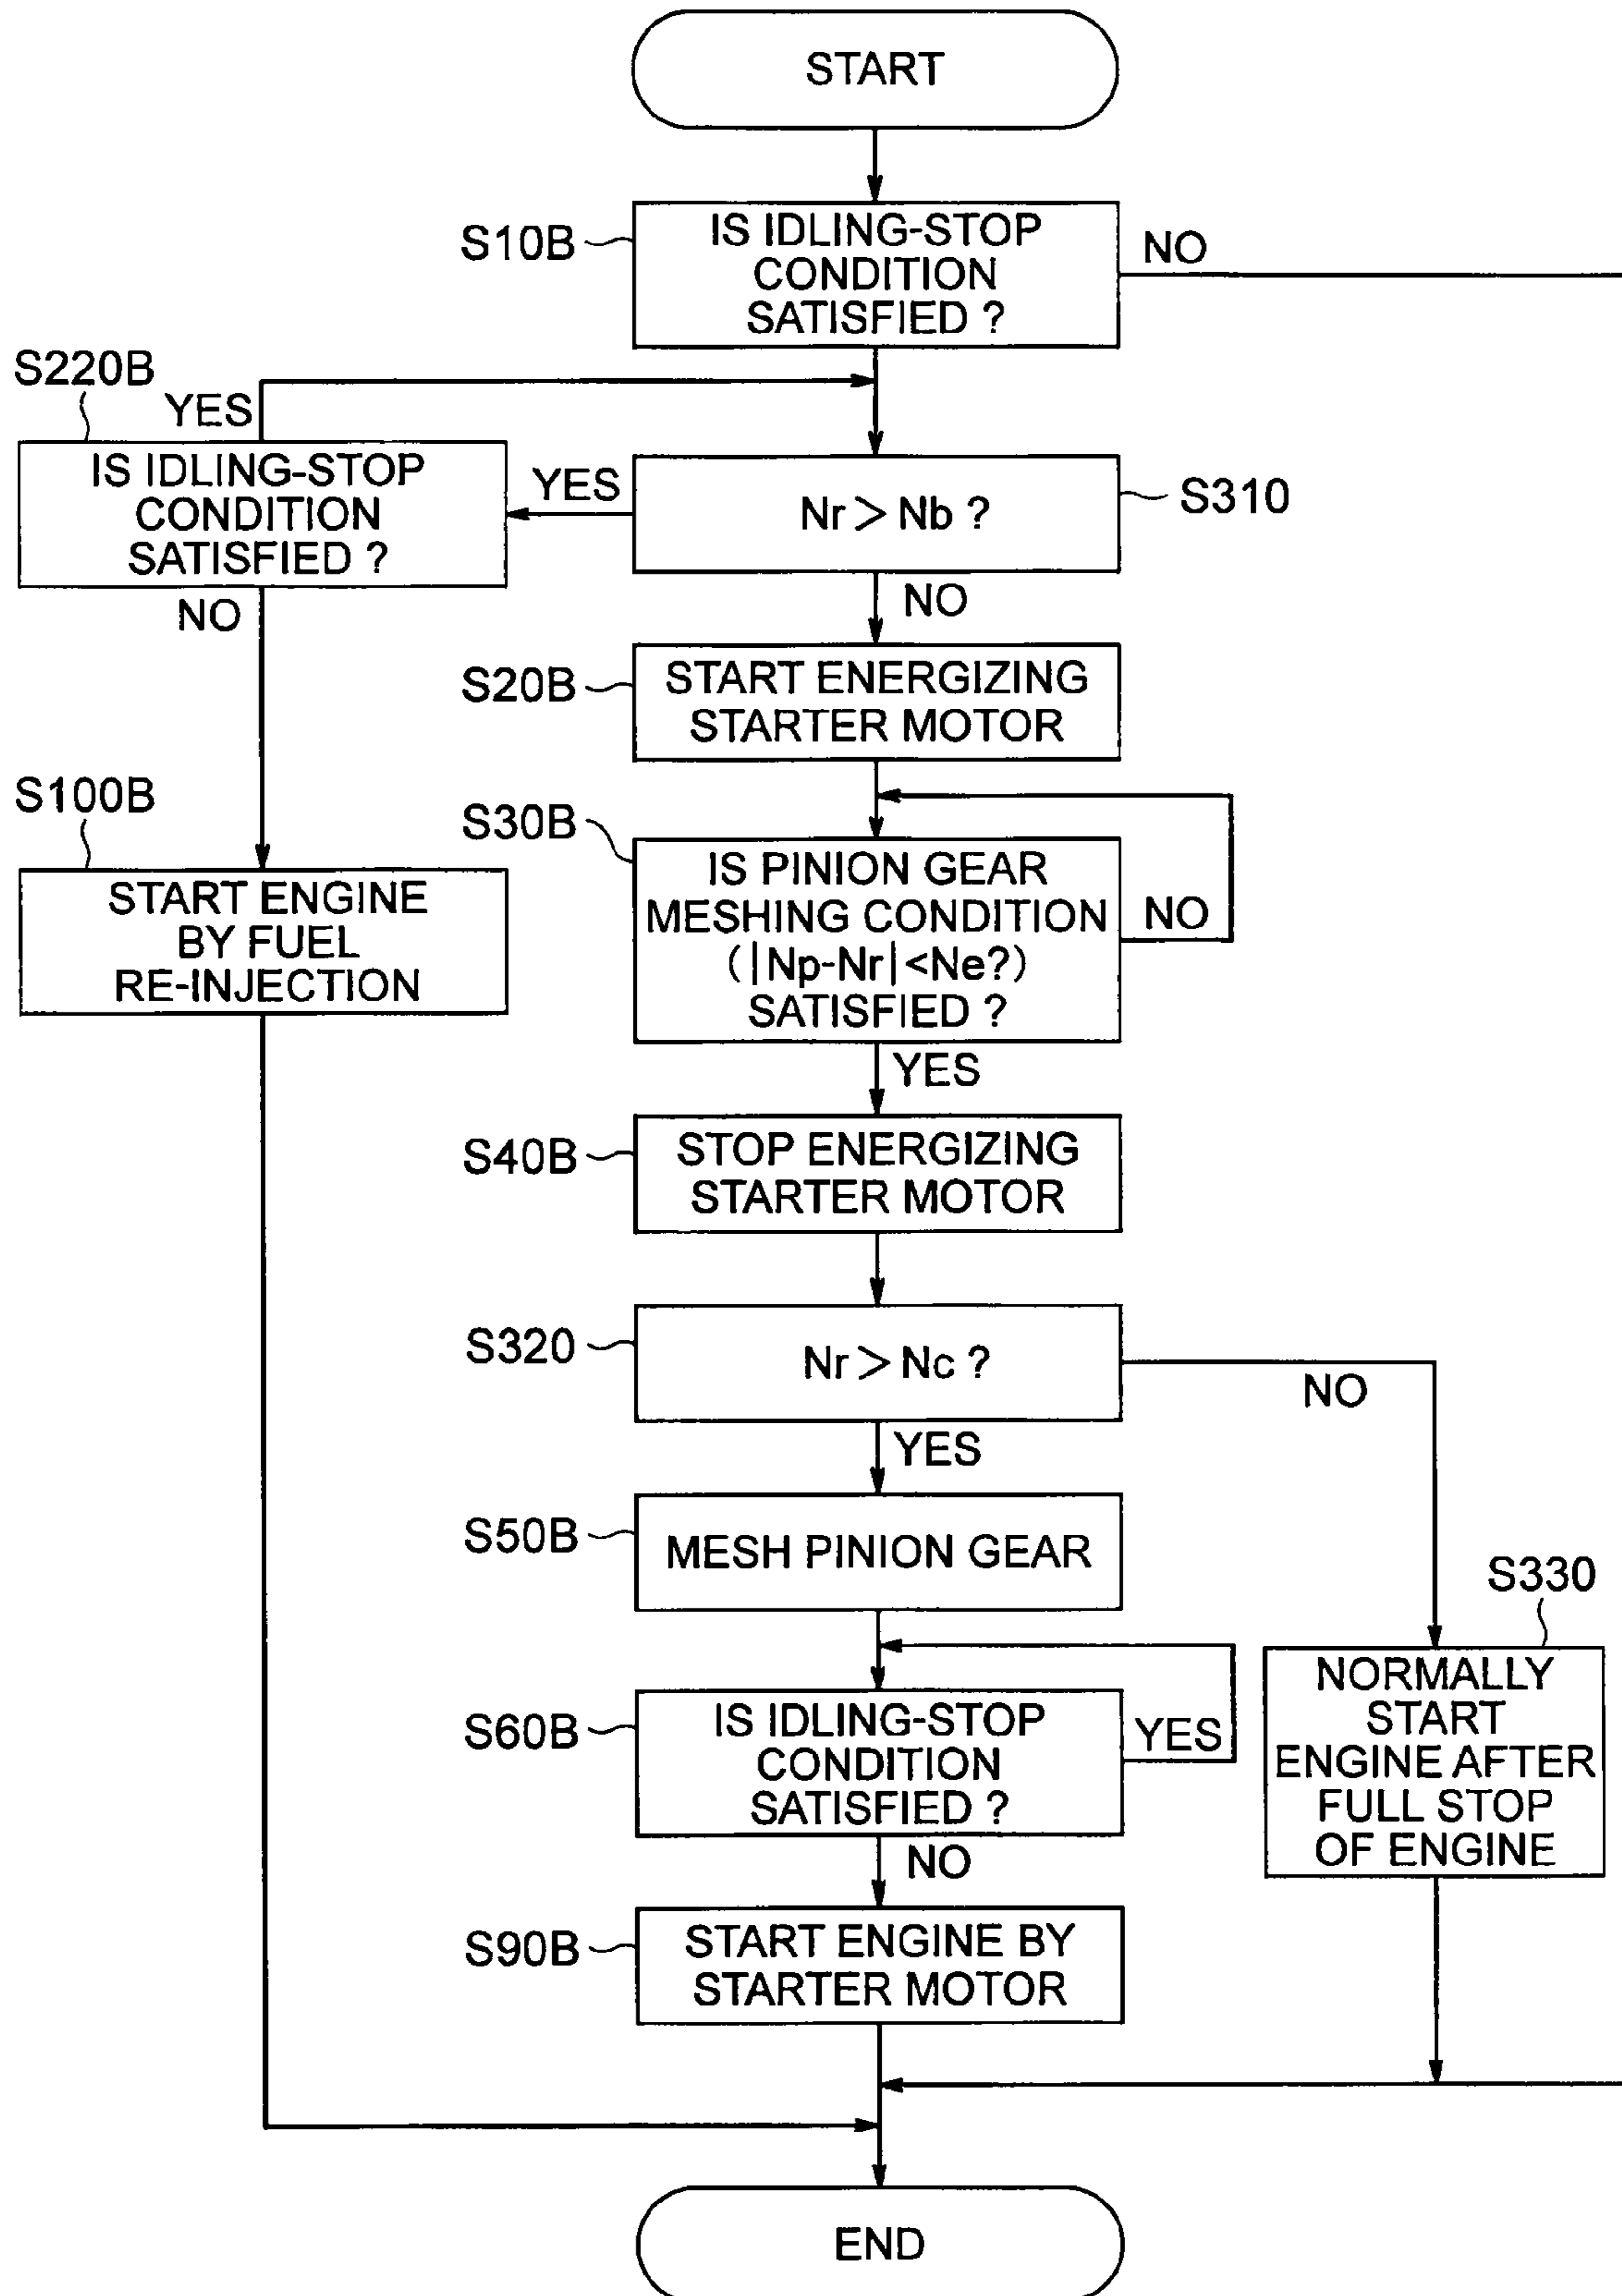 START
S10B
IS IDLING-STOP
CONDITION
SATISFIED ?
NO
S220B
YES
IS IDLING-STOP
CONDITION
SATISFIED ?
YES
Nr > Nb ?
S310
NO
NO
S20B
START ENERGIZING
STARTER MOTOR
S100B
START ENGINE
BY FUEL
RE-INJECTION
S30B
IS PINION GEAR
MESHING CONDITION
(|Np-Nr|<Ne?)
SATISFIED ?
NO
YES
S40B
STOP ENERGIZING
STARTER MOTOR
S320
Nr > Nc ?
NO
YES
S50B
MESH PINION GEAR
S330
NORMALLY
START
ENGINE AFTER
FULL STOP
OF ENGINE
S60B
IS IDLING-STOP
CONDITION
SATISFIED ?
YES
NO
S90B
START ENGINE BY
STARTER MOTOR
END